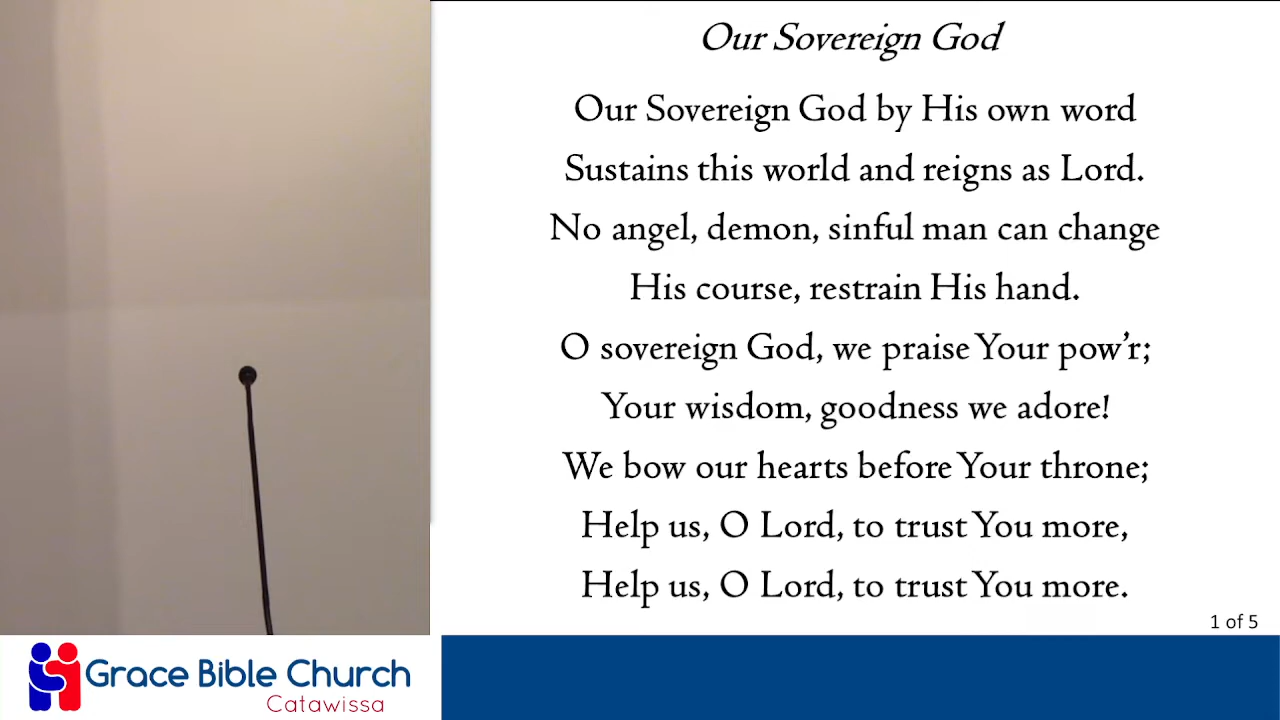 Our Sovereign God
Our Sovereign God by His own word
Sustains this world and reigns as Lord.
No angel, demon, sinful man can change
His course, restrain His hand.
O sovereign God, we praise Your pow’r;
Your wisdom, goodness we adore!
We bow our hearts before Your throne;
Help us, O Lord, to trust You more,
Help us, O Lord, to trust You more.
1 of 5
Grace Bible Church
Catawissa